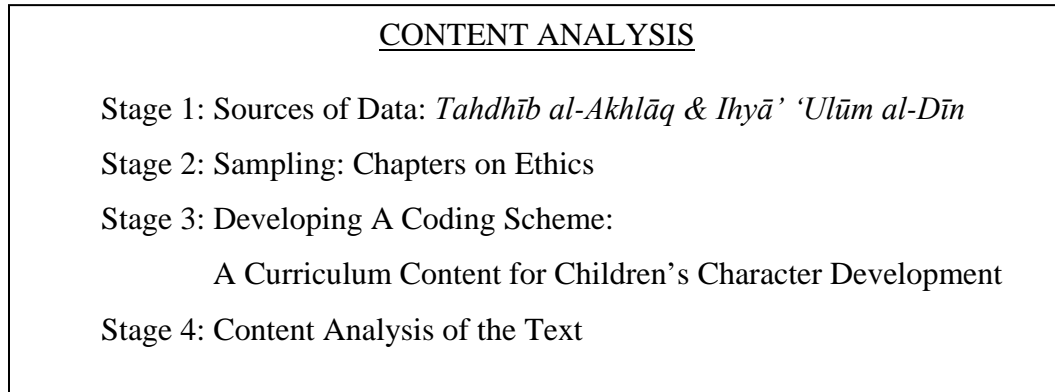 CONTENT ANALYSIS
Stage 1: Sources of Data: Tahdhīb al-Akhlāq & Ihyā’ ‘Ulūm al-Dīn
Stage 2: Sampling: Chapters on Ethics
Stage 3: Developing A Coding Scheme:
A Curriculum Content for Children’s Character Development
Stage 4: Content Analysis of the Text